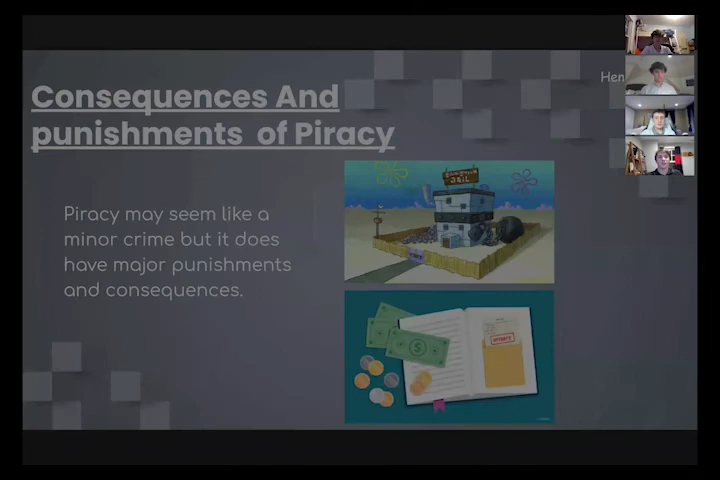 Consequences And
punishments of Piracy
Hen
Piracy may seem like a
minor crime but it does
have major punishments
and consequences.
JAIL
$